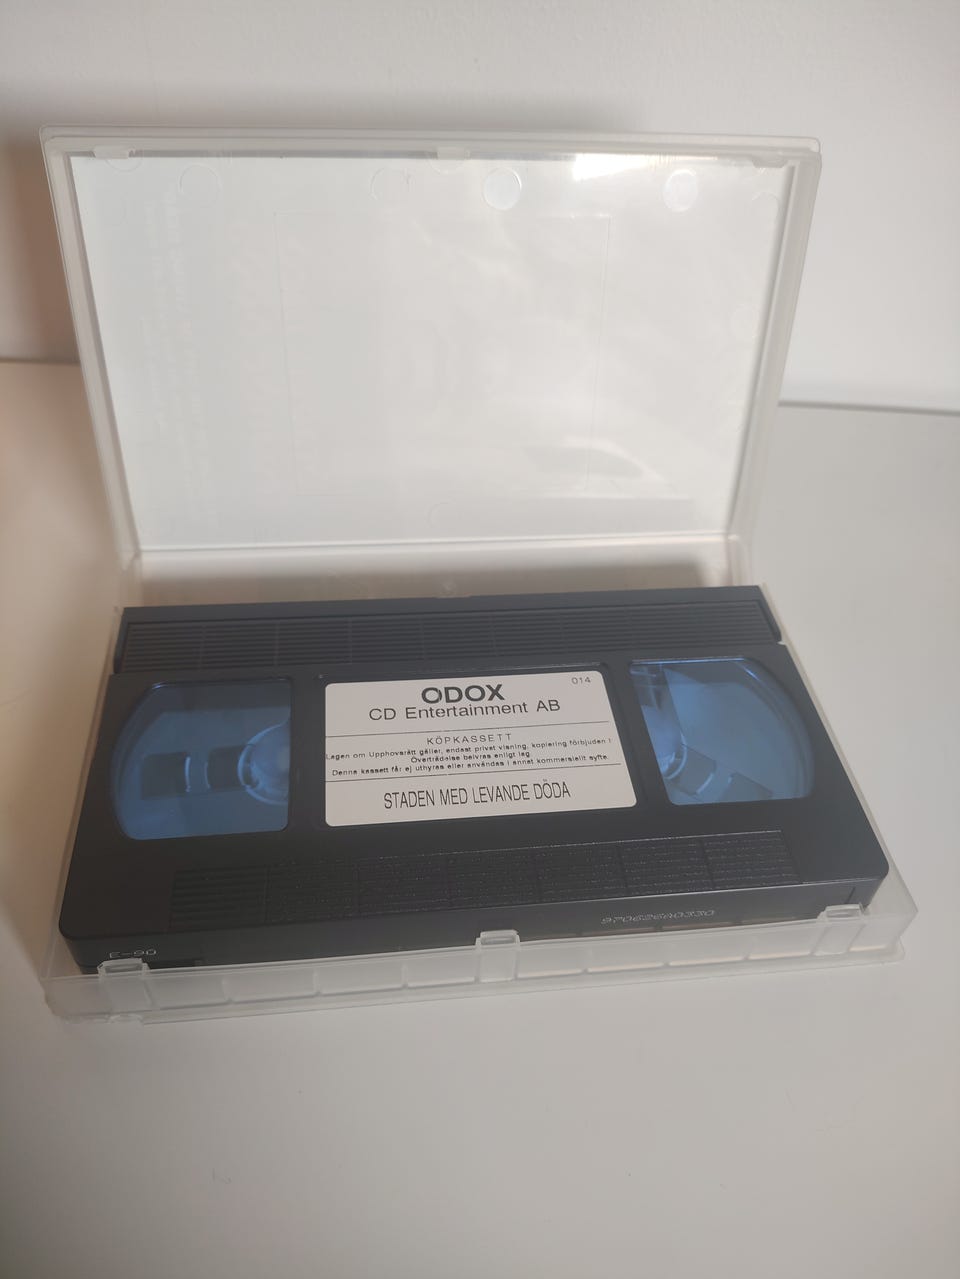 014
ODOX
CD Entertainment AB
KÖPKASSETT
Lagen om Upphovsrätt gäller, endast privat visning, kopiering förbjuden !
Överträdelse beivras enligt lag.
Denna kassett får ej uthyras eller användas i annat kommersiellt syfte.
STADEN MED LEVANDE DÖDA
E-90